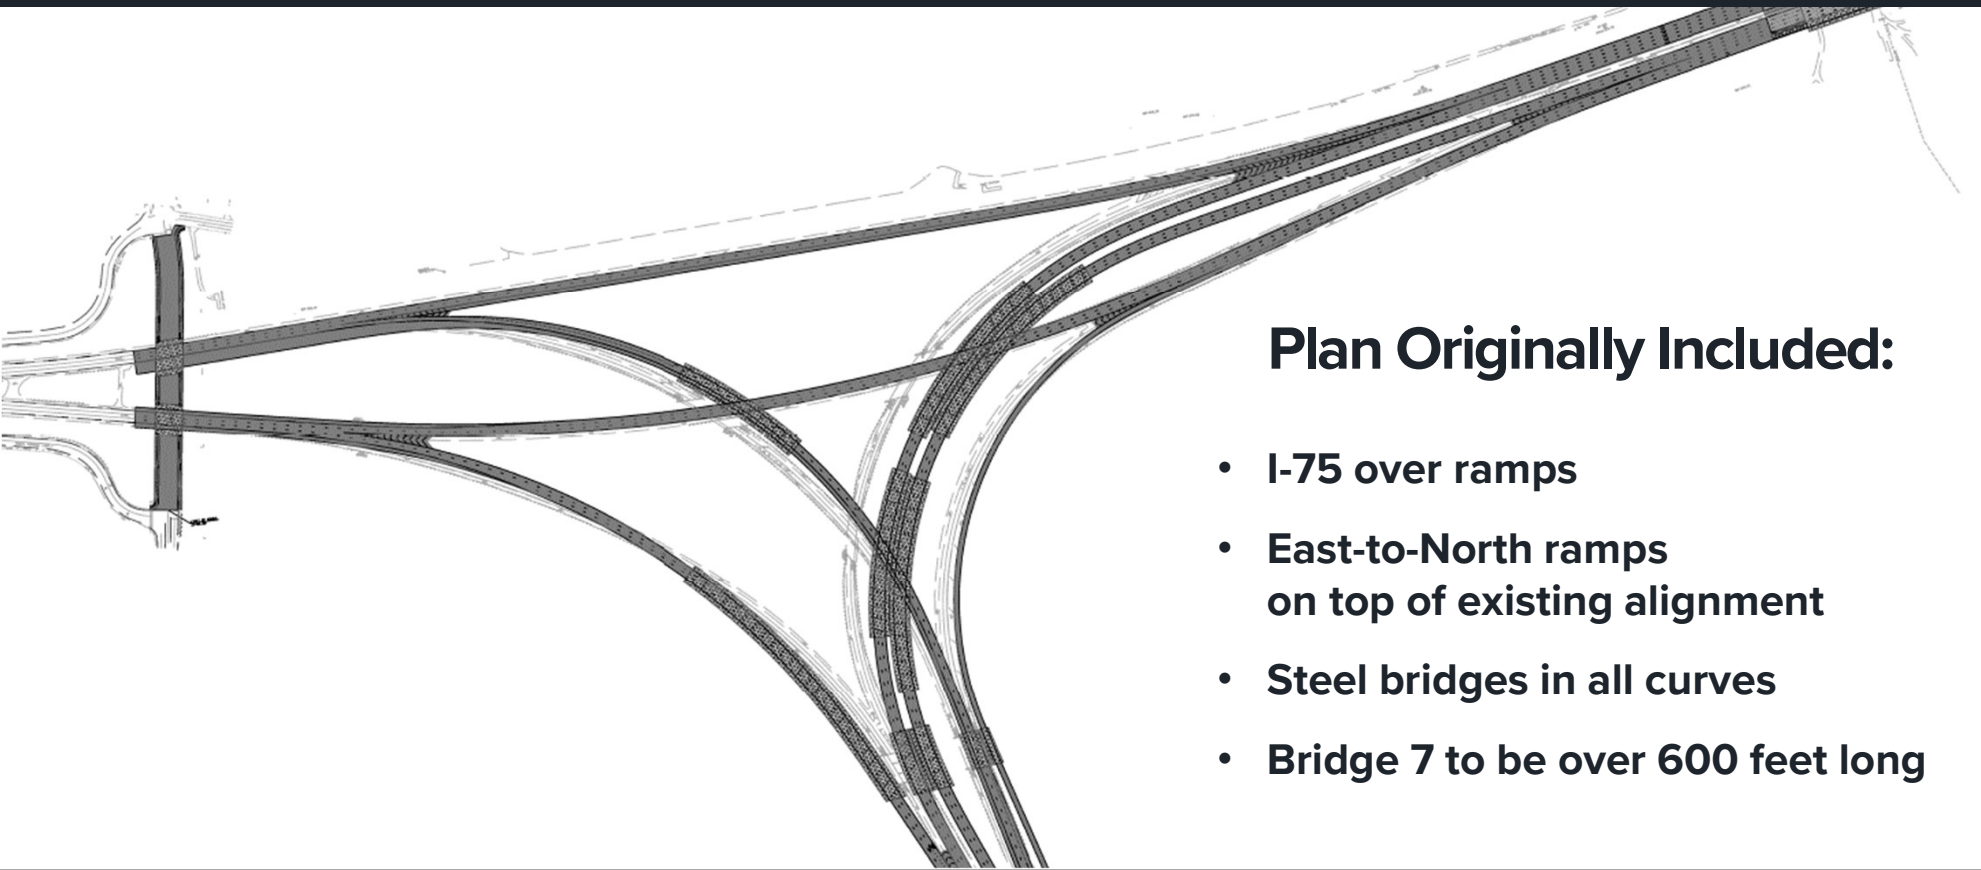 Plan Originally Included:
• I-75 over ramps
• East-to-North ramps
on top of existing alignment
• Steel bridges in all curves
• Bridge 7 to be over 600 feet long